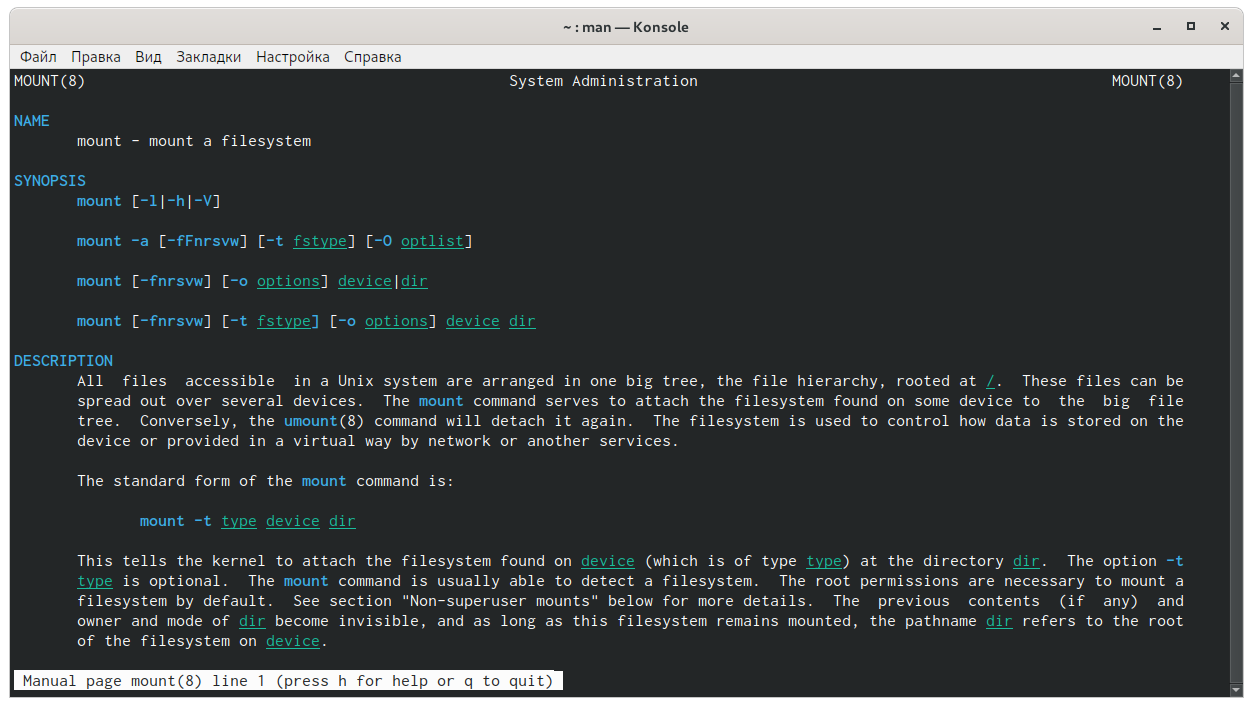 ~ : man — Konsole
Файл Правка Вид Закладки Настройка Справка
MOUNT(8) System Administration MOUNT(8)
NAME
mount - mount a filesystem
SYNOPSIS
mount [-l|-h|-V]
mount -a [-fFnrsvw] [-t fstype] [-O optlist]
mount [-fnrsvw] [-o options] device|dir
mount [-fnrsvw] [-t fstype] [-o options] device dir
DESCRIPTION
All files accessible in a Unix system are arranged in one big tree, the file hierarchy, rooted at /. These files can be
spread out over several devices. The mount command serves to attach the filesystem found on some device to the big file
tree. Conversely, the umount(8) command will detach it again. The filesystem is used to control how data is stored on the
device or provided in a virtual way by network or another services.
The standard form of the mount command is:
mount -t type device dir
This tells the kernel to attach the filesystem found on device (which is of type type) at the directory dir. The option -t
type is optional. The mount command is usually able to detect a filesystem. The root permissions are necessary to mount a
filesystem by default. See section "Non-superuser mounts" below for more details. The previous contents (if any) and
owner and mode of dir become invisible, and as long as this filesystem remains mounted, the pathname dir refers to the root
of the filesystem on device.
Manual page mount(8) line 1 (press h for help or q to quit)